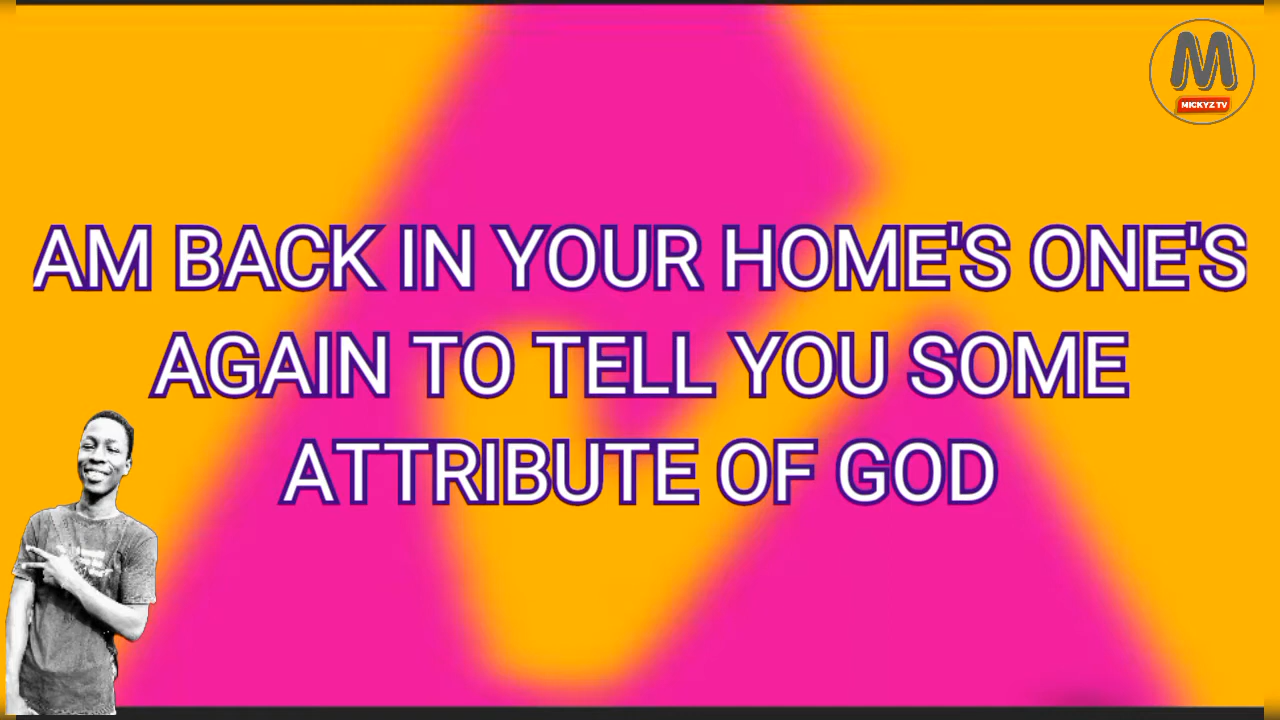 M
MICKYZ TV
AM BACK IN YOUR HOME'S ONE'S
AGAIN TO TELL YOU SOME
ATTRIBUTE OF GOD